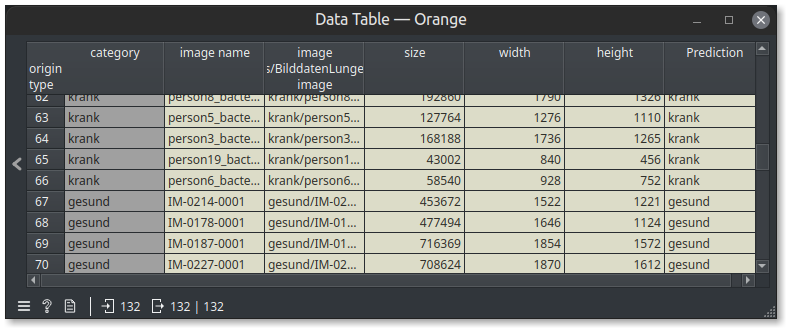 Data Table — Orange
category image name image size width height Prediction
origin s/BilddatenLunge
type image
62 krank person8_bacte... krank/person8... 192860 1790 1326 krank
63 krank person5_bacte... krank/person5... 127764 1276 1110 krank
64 krank person3_bacte... krank/person3... 168188 1736 1265 krank
65 krank person19_bact... krank/person1... 43002 840 456 krank
66 krank person6_bacte... krank/person6... 58540 928 752 krank
67 gesund IM-0214-0001 gesund/IM-02... 453672 1522 1221 gesund
68 gesund IM-0178-0001 gesund/IM-01... 477494 1646 1124 gesund
69 gesund IM-0187-0001 gesund/IM-01... 716369 1854 1572 gesund
70 gesund IM-0227-0001 gesund/IM-02... 708624 1870 1612 gesund
132 132 | 132